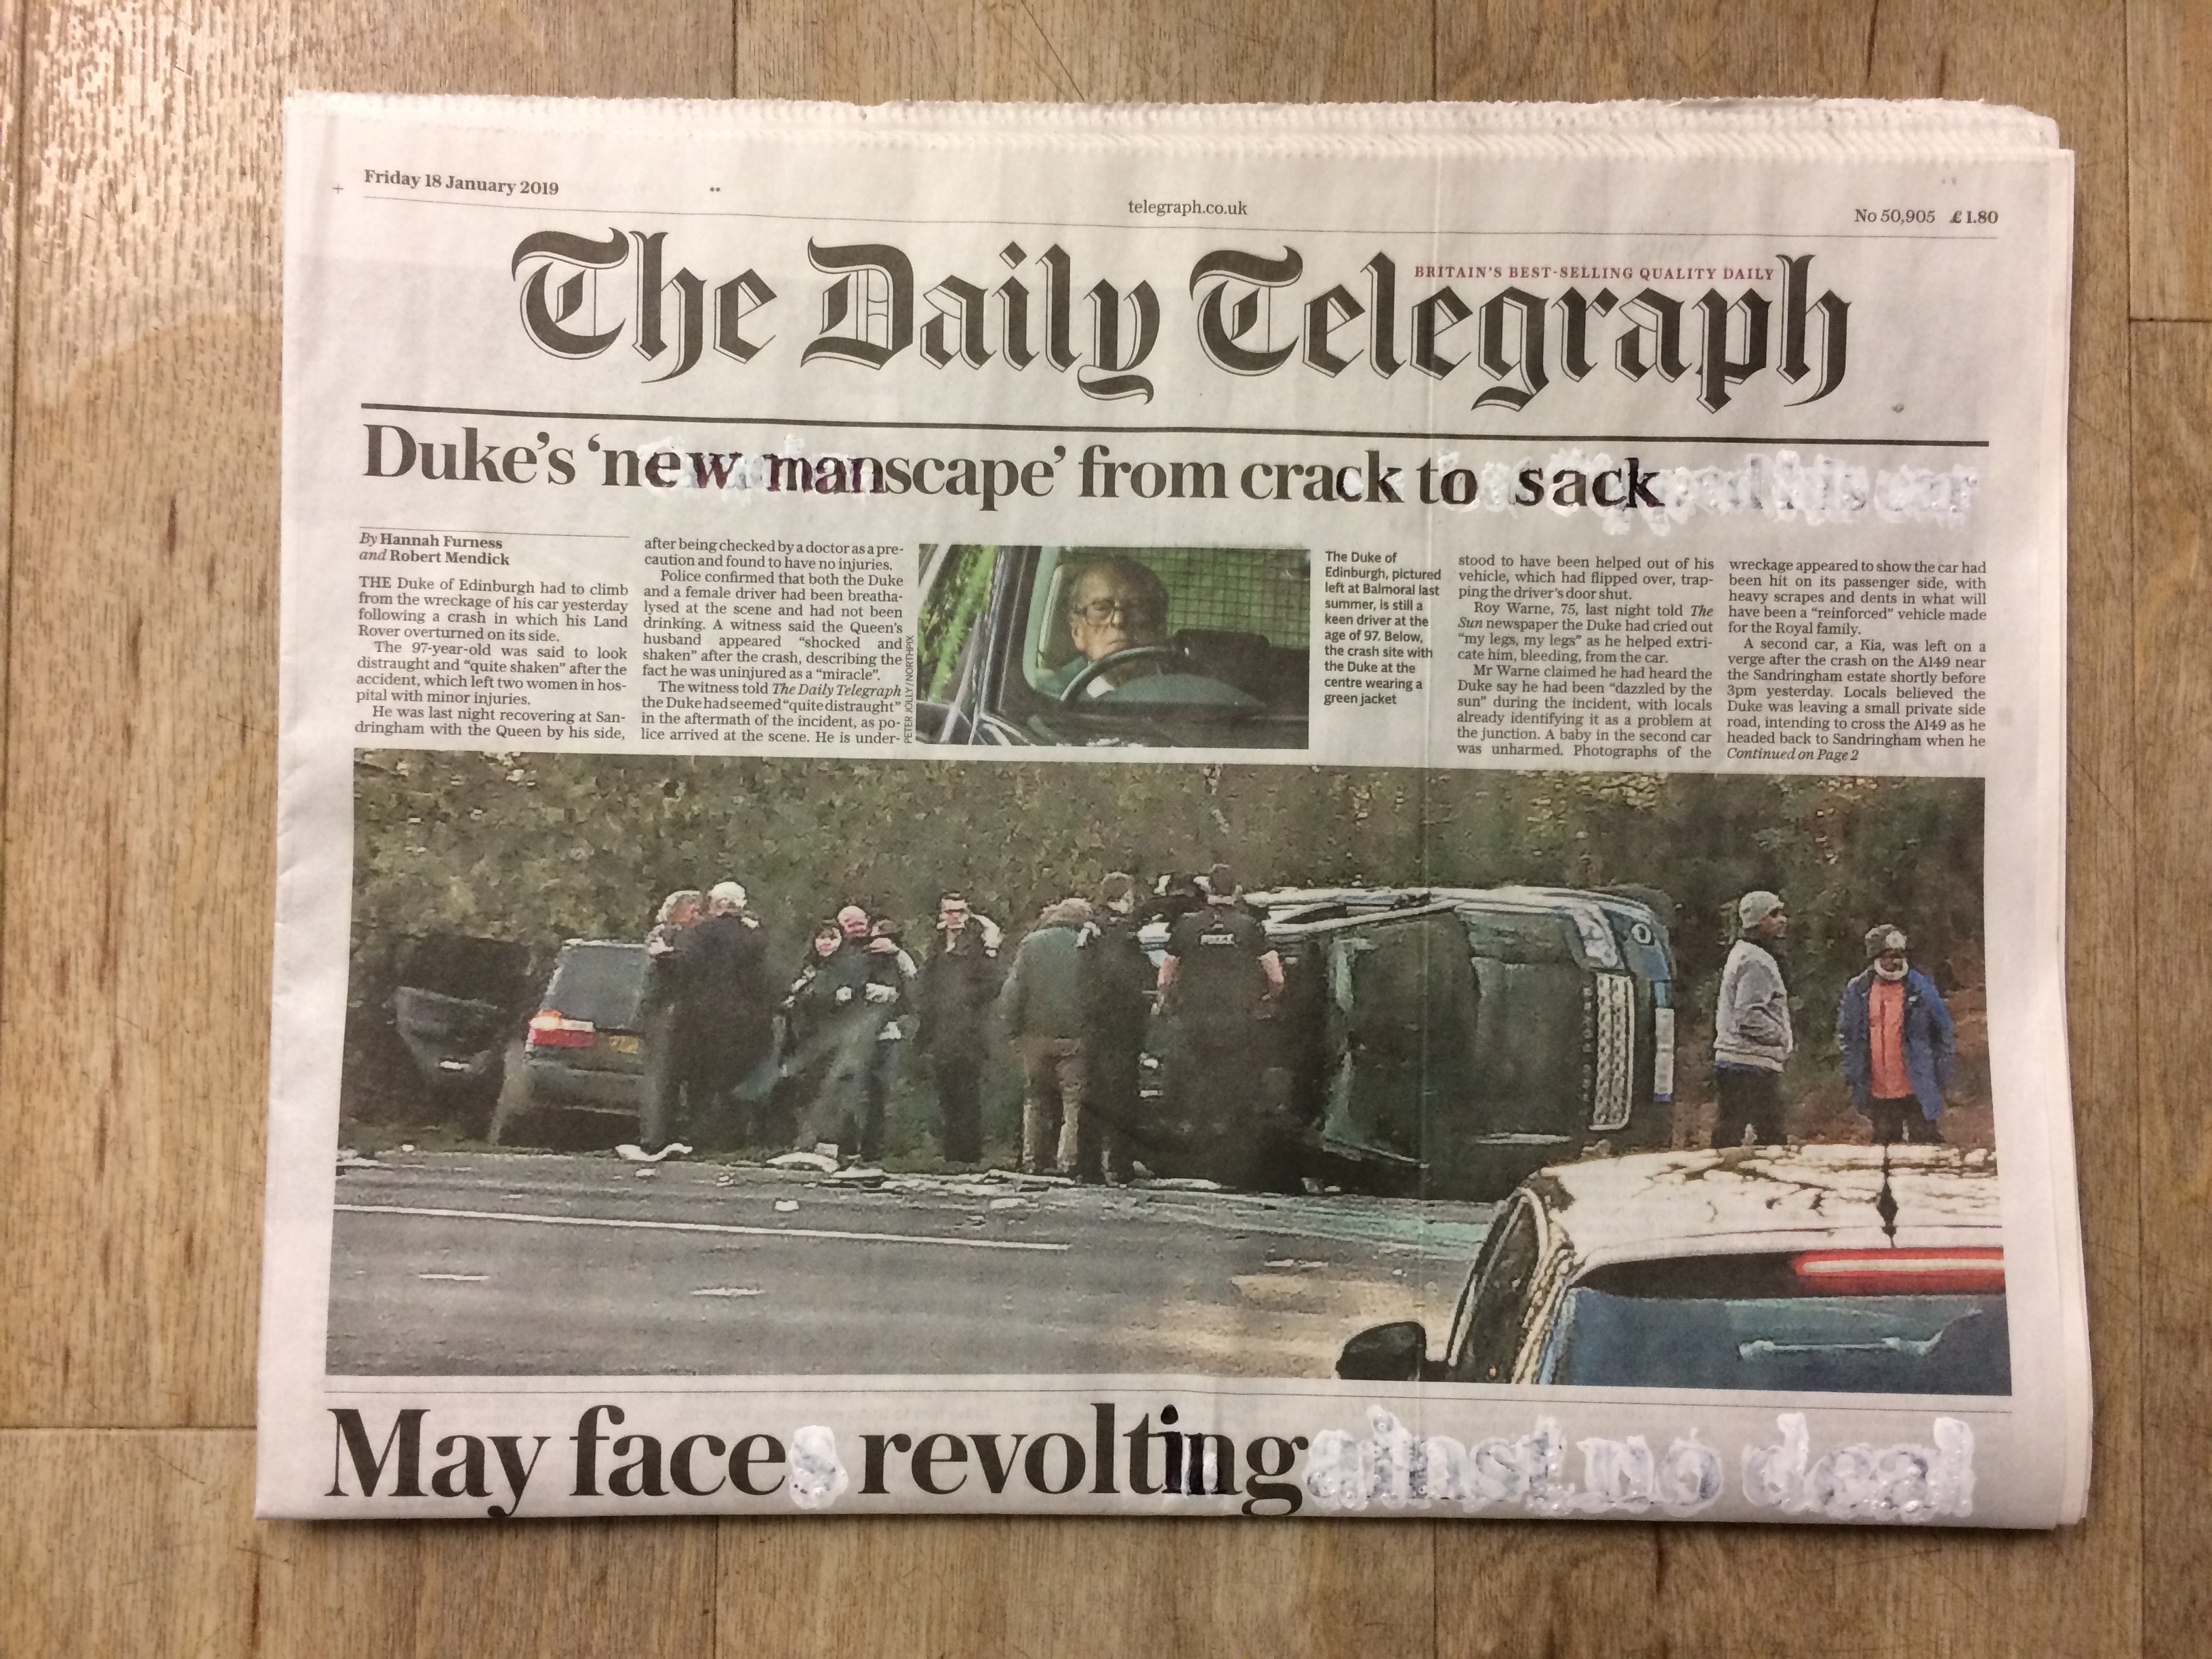 Friday 18 January 2019
telegraph.co.uk
No 50,905 £1.80
BRITAIN'S BEST-SELLING QUALITY DAILY
The Daily Telegraph
Duke's ‘new manscape’ from crack to sack
By Hannah Furness
and Robert Mendick
THE Duke of Edinburgh had to climb
from the wreckage of his car yesterday
following a crash in which his Land
Rover overturned on its side.
The 97-year-old was said to look
distraught and “quite shaken” after the
accident, which left two women in hos-
pital with minor injuries.
He was last night recovering at San-
dringham with the Queen by his side,
after being checked by a doctor as a pre-
caution and found to have no injuries.
Police confirmed that both the Duke
and a female driver had been breatha-
lysed at the scene and had not been
drinking. A witness said the Queen's
husband appeared “shocked and
shaken” after the crash, describing the
fact he was uninjured as a “miracle”.
The witness told The Daily Telegraph
the Duke had seemed “quite distraught”
in the aftermath of the incident, as po-
lice arrived at the scene. He is under-
PETER JOLLY/NORTHPIX
The Duke of
Edinburgh, pictured
left at Balmoral last
summer, is still a
keen driver at the
age of 97. Below,
the crash site with
the Duke at the
centre wearing a
green jacket
stood to have been helped out of his
vehicle, which had flipped over, trap-
ping the driver's door shut.
Roy Warne, 75, last night told The
Sun newspaper the Duke had cried out
“my legs, my legs” as he helped extri-
cate him, bleeding, from the car.
Mr Warne claimed he had heard the
Duke say he had been “dazzled by the
sun” during the incident, with locals
already identifying it as a problem at
the junction. A baby in the second car
was unharmed. Photographs of the
wreckage appeared to show the car had
been hit on its passenger side, with
heavy scrapes and dents in what will
have been a “reinforced” vehicle made
for the Royal family.
A second car, a Kia, was left on a
verge after the crash on the A149 near
the Sandringham estate shortly before
3pm yesterday. Locals believed the
Duke was leaving a small private side
road, intending to cross the A149 as he
headed back to Sandringham when he
Continued on Page 2
May face revolting